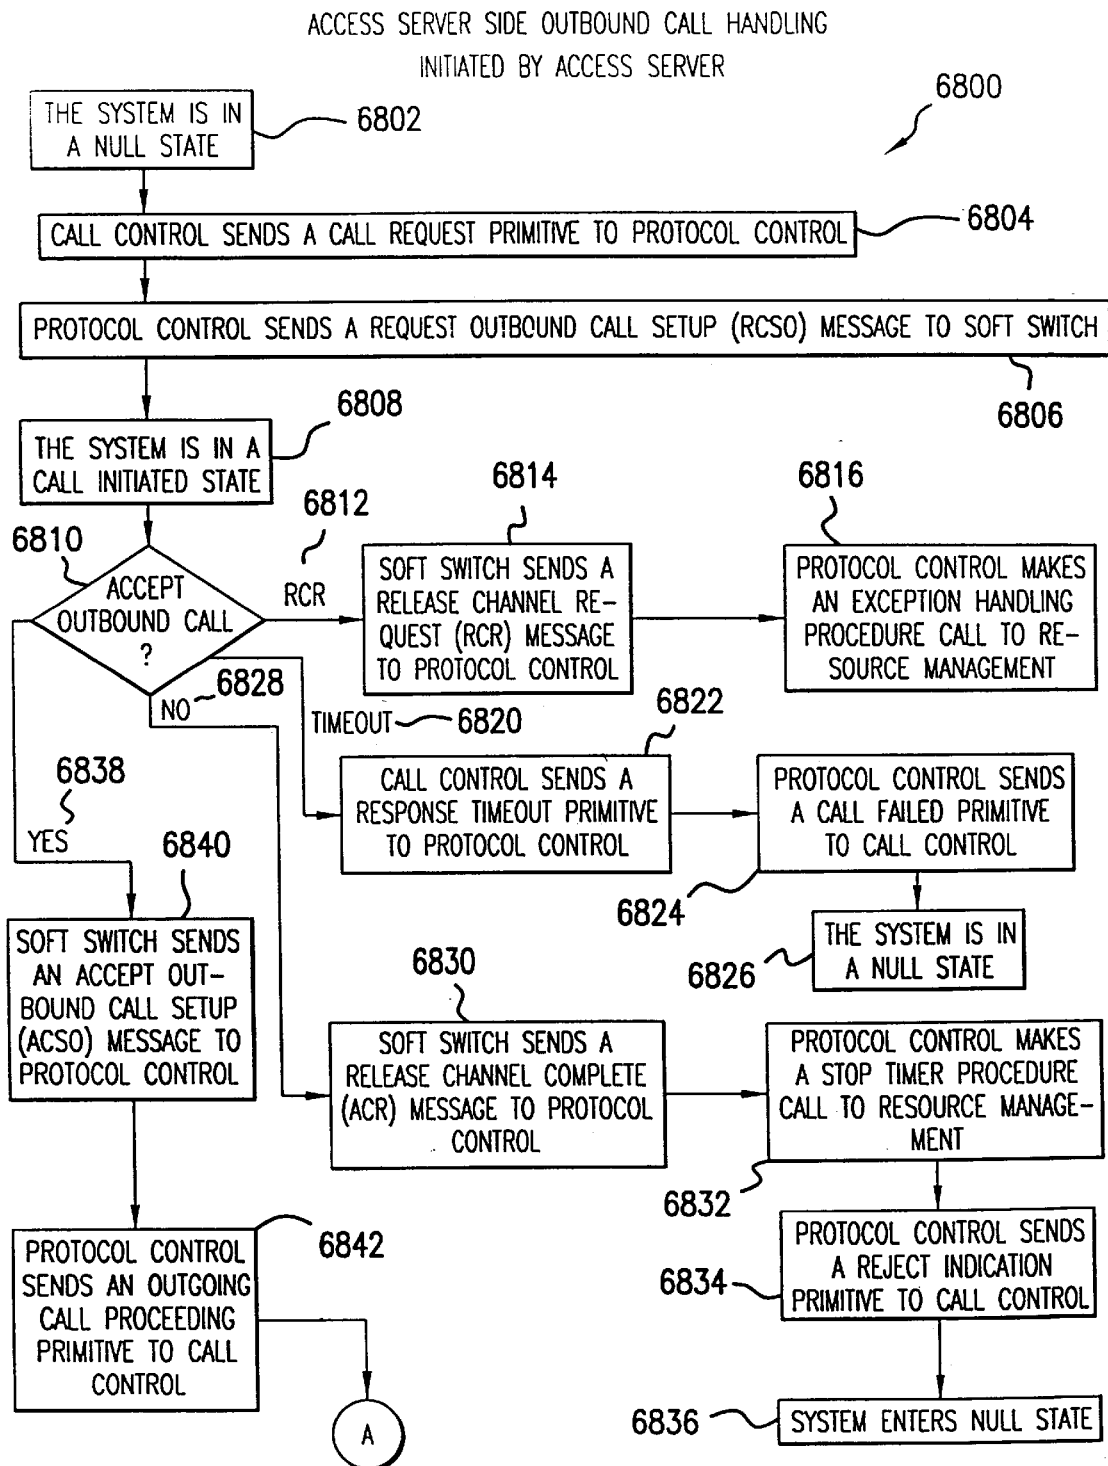 ACCESS SERVER SIDE OUTBOUND CALL HANDLING
INITIATED BY ACCESS SERVER
6800
THE SYSTEM IS IN
A NULL STATE
6802
CALL CONTROL SENDS A CALL REQUEST PRIMITIVE TO PROTOCOL CONTROL
6804
PROTOCOL CONTROL SENDS A REQUEST OUTBOUND CALL SETUP (RCSO) MESSAGE TO SOFT SWITCH
6806
THE SYSTEM IS IN A
CALL INITIATED STATE
6808
6810
ACCEPT
OUTBOUND CALL
?
6812
RCR
6814
SOFT SWITCH SENDS A
RELEASE CHANNEL RE-
QUEST (RCR) MESSAGE
TO PROTOCOL CONTROL
6816
PROTOCOL CONTROL MAKES
AN EXCEPTION HANDLING
PROCEDURE CALL TO RE-
SOURCE MANAGEMENT
NO
6828
TIMEOUT
6820
6822
CALL CONTROL SENDS A
RESPONSE TIMEOUT PRIMITIVE
TO PROTOCOL CONTROL
PROTOCOL CONTROL SENDS
A CALL FAILED PRIMITIVE
TO CALL CONTROL
6824
THE SYSTEM IS IN
A NULL STATE
6826
6838
YES
6840
SOFT SWITCH SENDS
AN ACCEPT OUT-
BOUND CALL SETUP
(ACSO) MESSAGE TO
PROTOCOL CONTROL
6830
SOFT SWITCH SENDS A
RELEASE CHANNEL COMPLETE
(ACR) MESSAGE TO PROTOCOL
CONTROL
PROTOCOL CONTROL MAKES
A STOP TIMER PROCEDURE
CALL TO RESOURCE MANAGE-
MENT
6832
PROTOCOL CONTROL SENDS
A REJECT INDICATION
PRIMITIVE TO CALL CONTROL
6834
SYSTEM ENTERS NULL STATE
6836
PROTOCOL CONTROL
SENDS AN OUTGOING
CALL PROCEEDING
PRIMITIVE TO CALL
CONTROL
6842
A